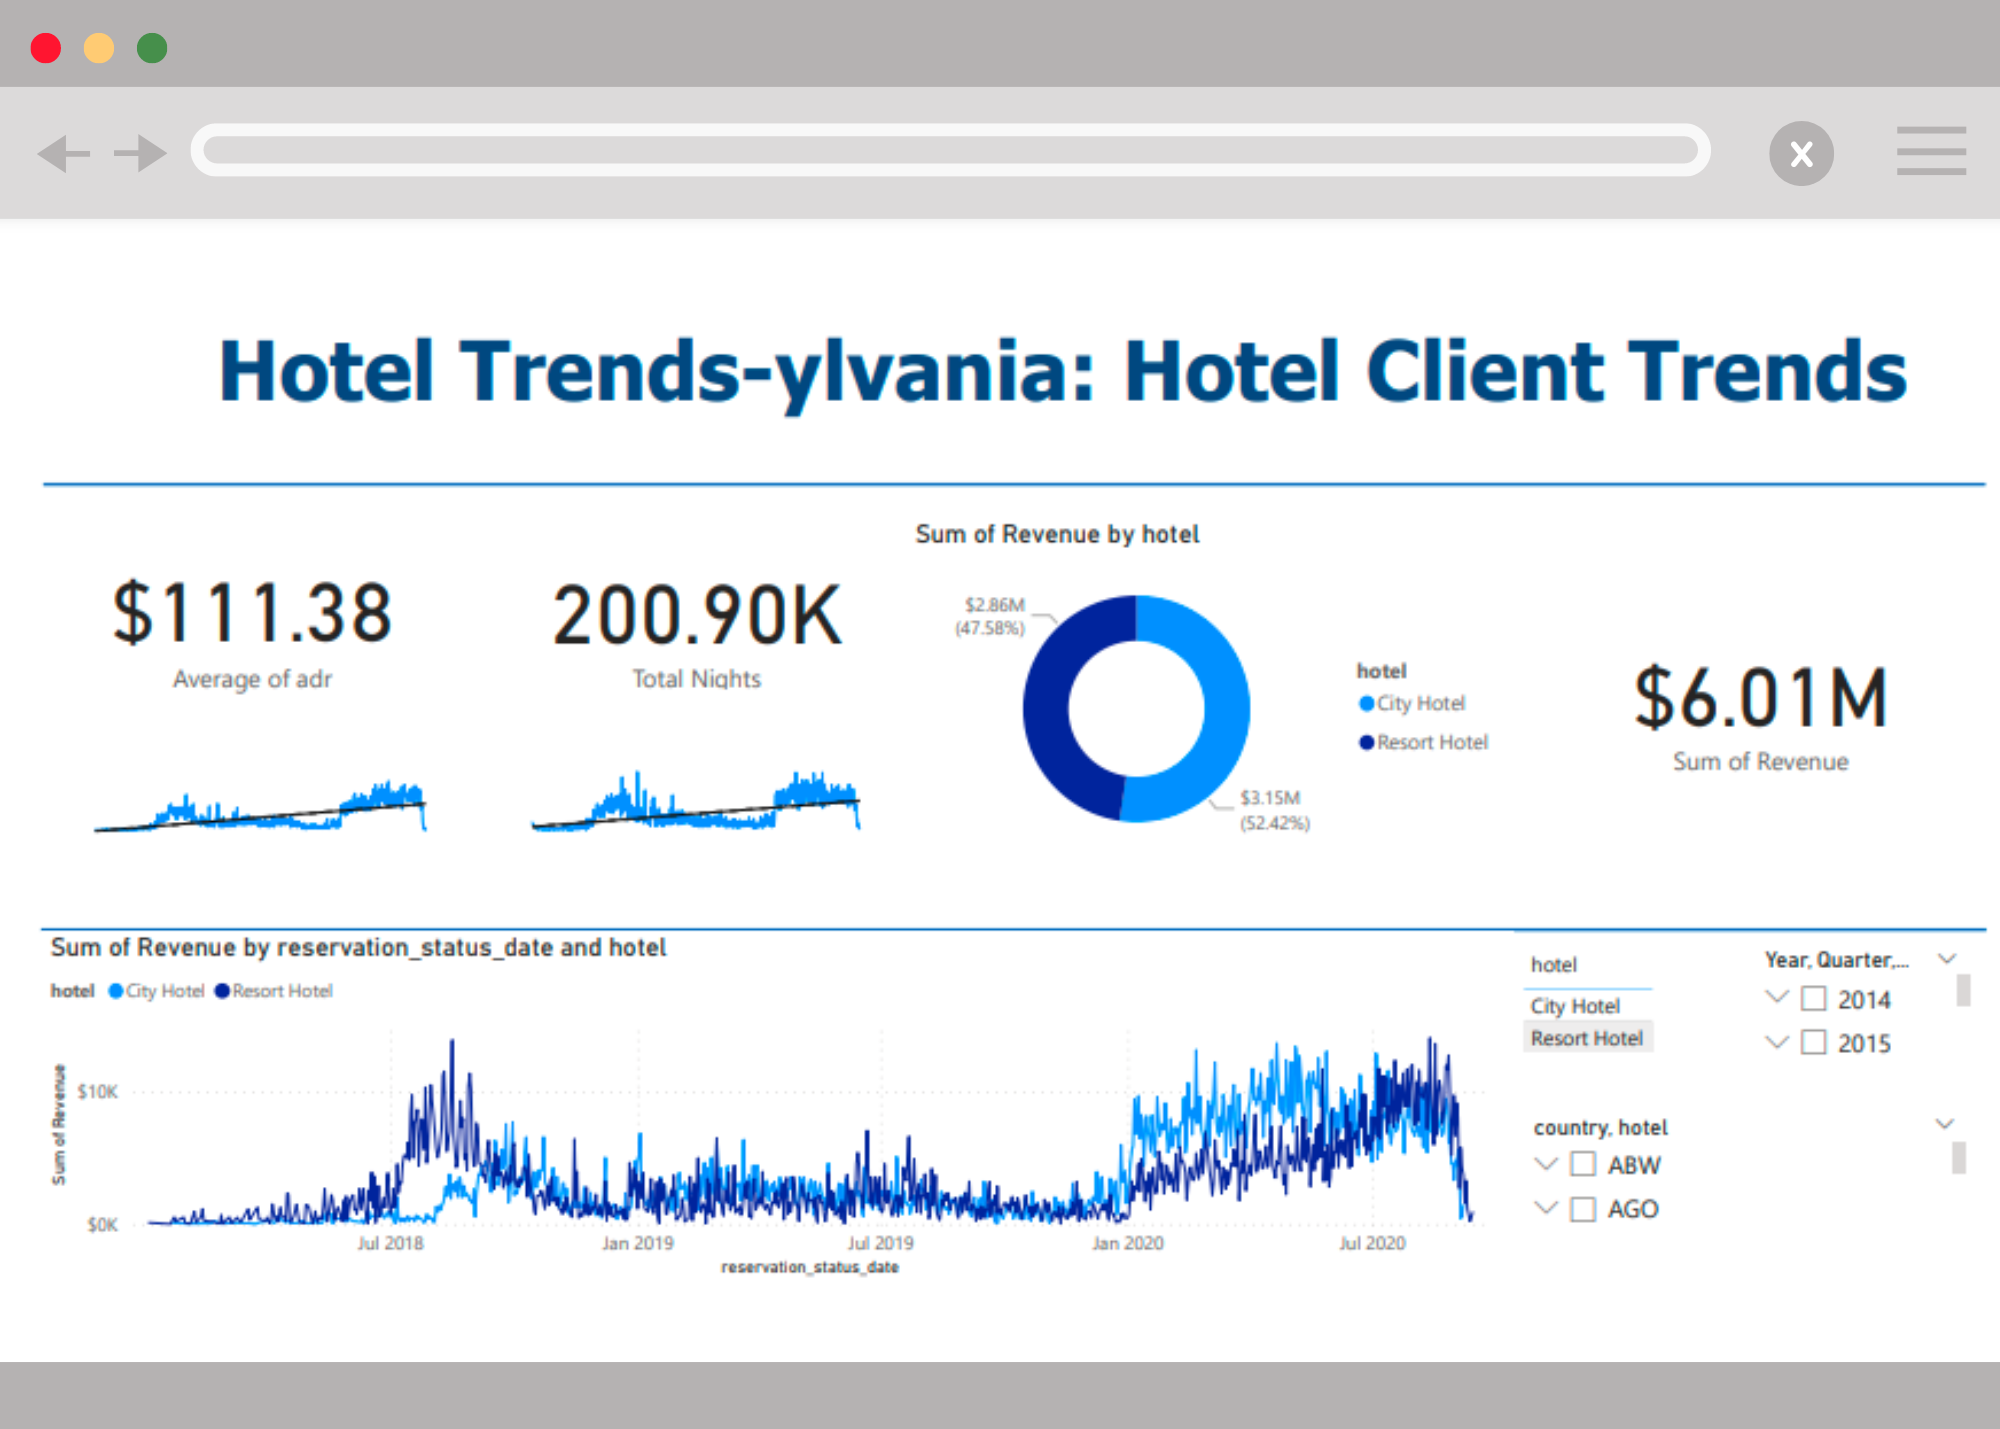 x
Hotel Trends-ylvania: Hotel Client Trends
$111.38
Average of adr
200.90K
Total Nights
Sum of Revenue by hotel
$2.86M
(47.58%)
$3.15M
(52.42%)
hotel
City Hotel
Resort Hotel
$6.01M
Sum of Revenue
Sum of Revenue by reservation_status_date and hotel
hotel City Hotel Resort Hotel
Sum of Revenue
$10K
$0K
Jul 2018 Jan 2019 Jul 2019 Jan 2020 Jul 2020
reservation_status_date
hotel
City Hotel
Resort Hotel
Year, Quarter,...
2014
2015
country, hotel
ABW
AGO